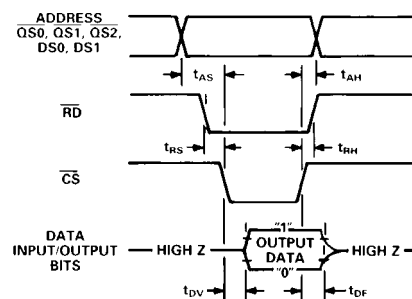 ADDRESS
QS0, QS1, QS2,
DS0, DS1
tAS
tAH
RD
tRS
tRH
CS
DATA
INPUT/OUTPUT
BITS
HIGH Z
"1"
OUTPUT
DATA
"0"
HIGH Z
tDV
tDF